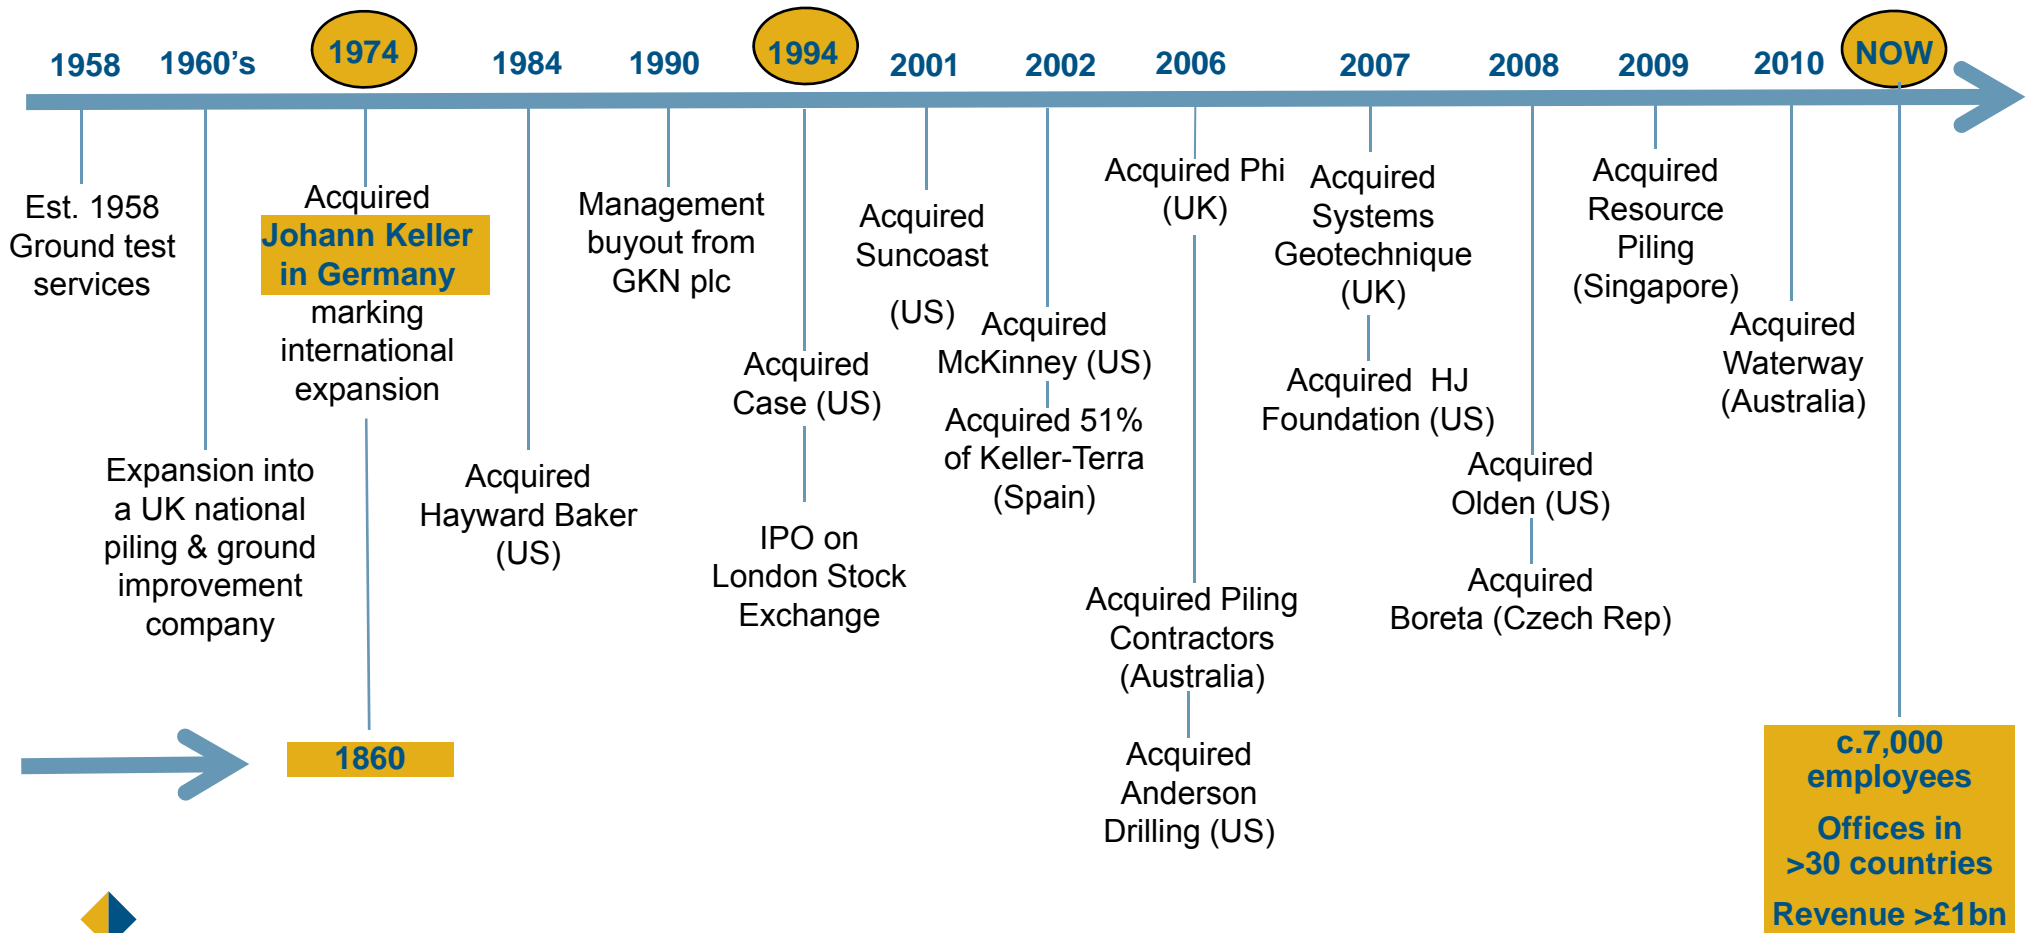 1958
1960’s
1974
1984
1990
1994
2001
2002
2006
2007
2008
2009
2010
NOW
Est. 1958
Ground test
services
Expansion into
a UK national
piling & ground
improvement
company
Acquired
Johann Keller
in Germany
marking
international
expansion
1860
Acquired
Hayward Baker
(US)
Management
buyout from
GKN plc
Acquired
Case (US)
IPO on
London Stock
Exchange
Acquired
Suncoast
(US)
Acquired
McKinney (US)
Acquired 51%
of Keller-Terra
(Spain)
Acquired Phi
(UK)
Acquired Piling
Contractors
(Australia)
Acquired
Anderson
Drilling (US)
Acquired
Systems
Geotechnique
(UK)
Acquired HJ
Foundation (US)
Acquired
Olden (US)
Acquired
Boreta (Czech Rep)
Acquired
Resource
Piling
(Singapore)
Acquired
Waterway
(Australia)
c.7,000
employees
Offices in
>30 countries
Revenue >£1bn